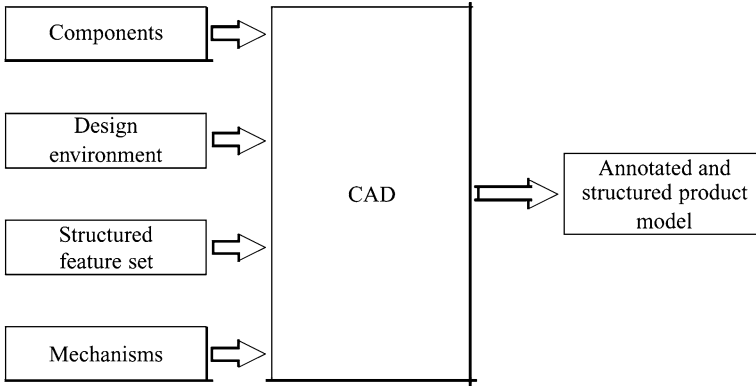 Components
Design
environment
Structured
feature set
Mechanisms
CAD
Annotated and
structured product
model